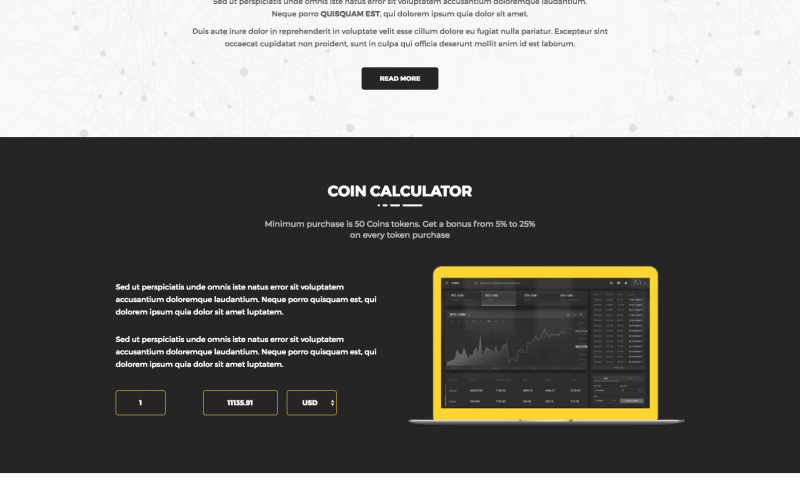 Sed ut perspiciatis unde omnis iste natus error sit voluptatem accusantium doloremque laudantium.
Neque porro QUISQUAM EST, qui dolorem ipsum quia dolor sit amet.
Duis aute irure dolor in reprehenderit in voluptate velit esse cillum dolore eu fugiat nulla pariatur. Excepteur sint
occaecat cupidatat non proident, sunt in culpa qui officia deserunt mollit anim id est laborum.
READ MORE
COIN CALCULATOR
Minimum purchase is 50 Coins tokens. Get a bonus from 5% to 25%
on every token purchase
Sed ut perspiciatis unde omnis iste natus error sit voluptatem
accusantium doloremque laudantium. Neque porro quisquam est, qui
dolorem ipsum quia dolor sit amet luptatem.
Sed ut perspiciatis unde omnis iste natus error sit voluptatem
accusantium doloremque laudantium. Neque porro quisquam est, qui
dolorem ipsum quia dolor sit amet luptatem.
1
11135.91
USD